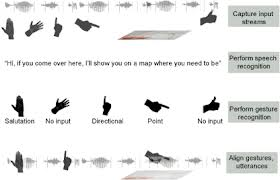 Capture input
streams
"Hi, if you come over here, I'll show you on a map where you need to be"
Perform speech
recognition
Salutation No input Directional Point No input
Perform gesture
recognition
Align gestures,
utterances